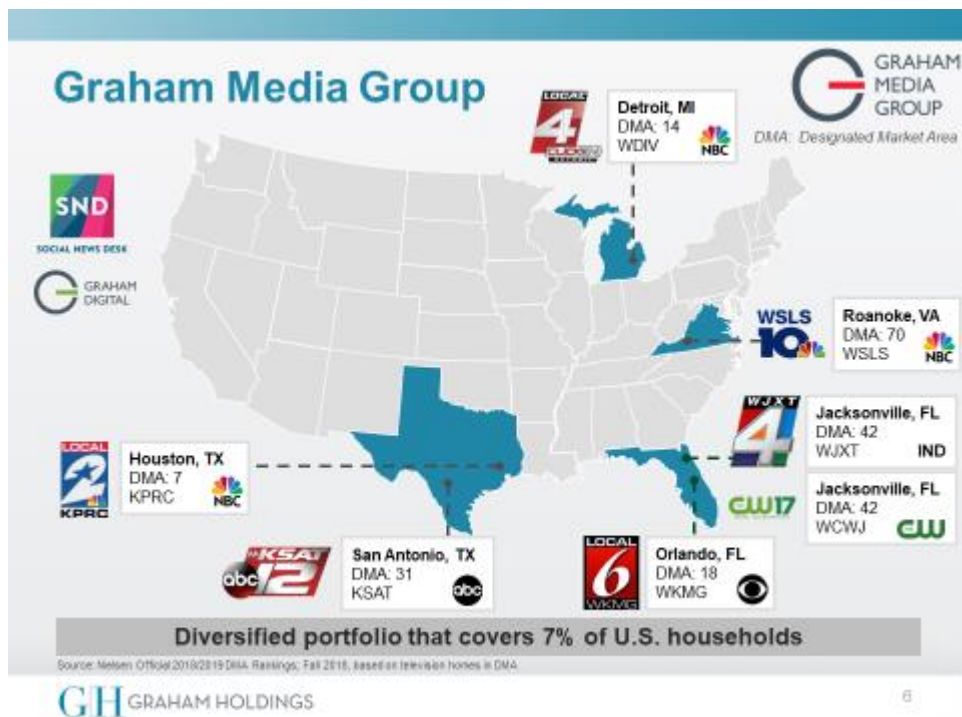 Graham Media Group
GRAHAM
MEDIA
GROUP
DMA: Designated Market Area
LOCAL
4
Detroit, MI
DMA: 14
WDIV
NBC
SND
SOCIAL NEWS DESK
GRAHAM
DIGITAL
WSLS
10
Roanoke, VA
DMA: 70
WSLS
NBC
WJXT
4
Jacksonville, FL
DMA: 42
WJXT
IND
LOCAL
2
KPRC
Houston, TX
DMA: 7
KPRC
NBC
CW17
Jacksonville, FL
DMA: 42
WCWJ
CW
KSAT
abc 12
San Antonio, TX
DMA: 31
KSAT
abc
LOCAL
6
WKMG
Orlando, FL
DMA: 18
WKMG
Diversified portfolio that covers 7% of U.S. households
Source: Nielsen Official 2018/2019 DMA Rankings; Fall 2018, based on television homes in DMA
GH GRAHAM HOLDINGS
6